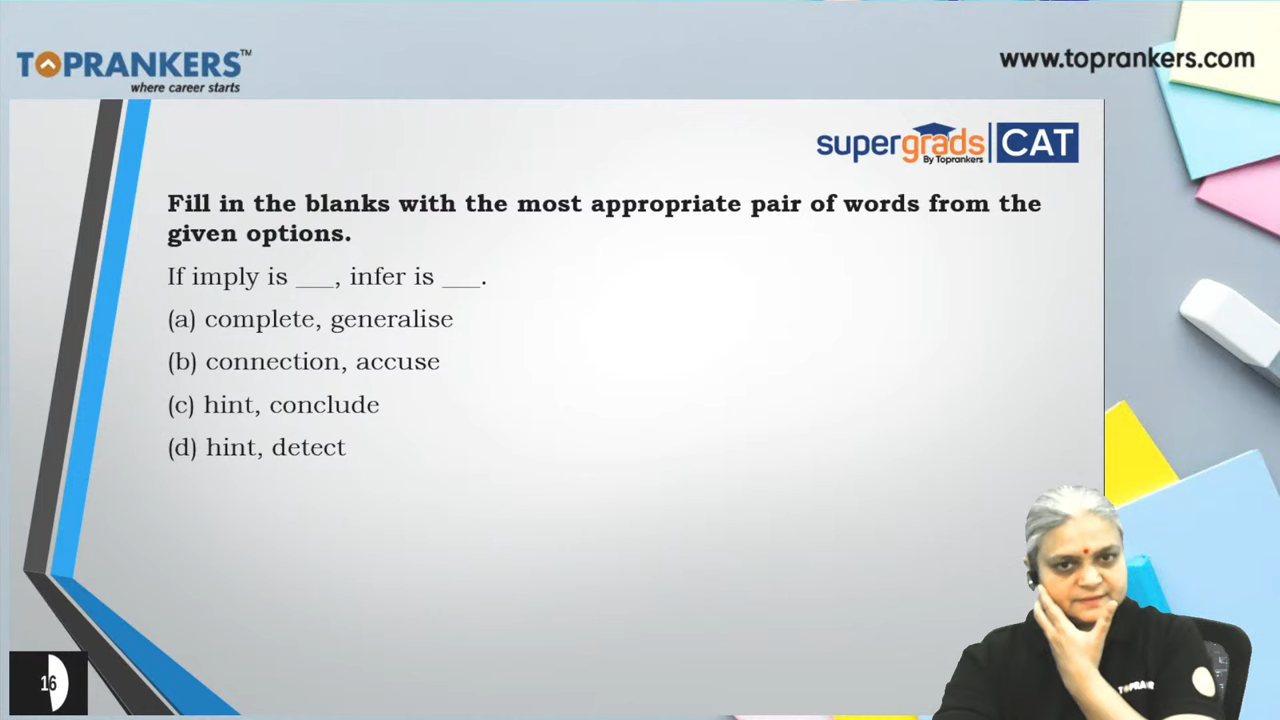 TOPRANKERS™
where career starts
www.toprankers.com
supergrads | CAT
By Toprankers
Fill in the blanks with the most appropriate pair of words from the
given options.
If imply is ___, infer is ___.
(a) complete, generalise
(b) connection, accuse
(c) hint, conclude
(d) hint, detect
16